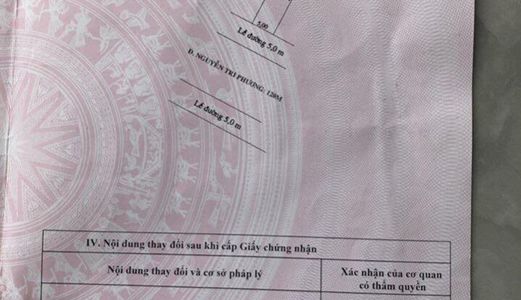 5,00
Lề đường 5,0 m
Đ. NGUYỄN TRI PHƯƠNG: 120M
Lề đường 5,0 m
IV. Nội dung thay đổi sau khi cấp Giấy chứng nhận
Nội dung thay đổi và cơ sở pháp lý
Xác nhận của cơ quan
có thẩm quyền